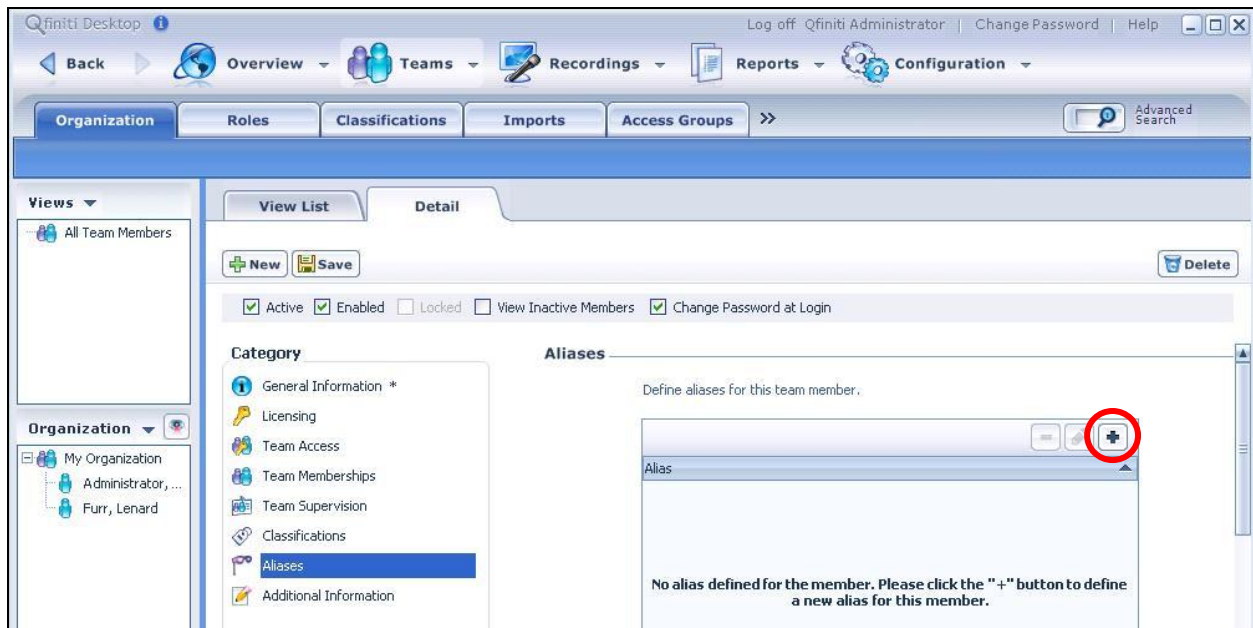 Qfiniti Desktop
Log off Qfiniti Administrator | Change Password | Help
Back Overview Teams Recordings Reports Configuration
Organization Roles Classifications Imports Access Groups >> Advanced Search
Views
All Team Members
View List Detail
New Save Delete
Active Enabled Locked View Inactive Members Change Password at Login
Category
General Information *
Licensing
Team Access
Team Memberships
Team Supervision
Classifications
Aliases
Additional Information
Aliases
Define aliases for this team member.
Alias
No alias defined for the member. Please click the "+" button to define
a new alias for this member.
Organization
My Organization
Administrator, ...
Furr, Lenard